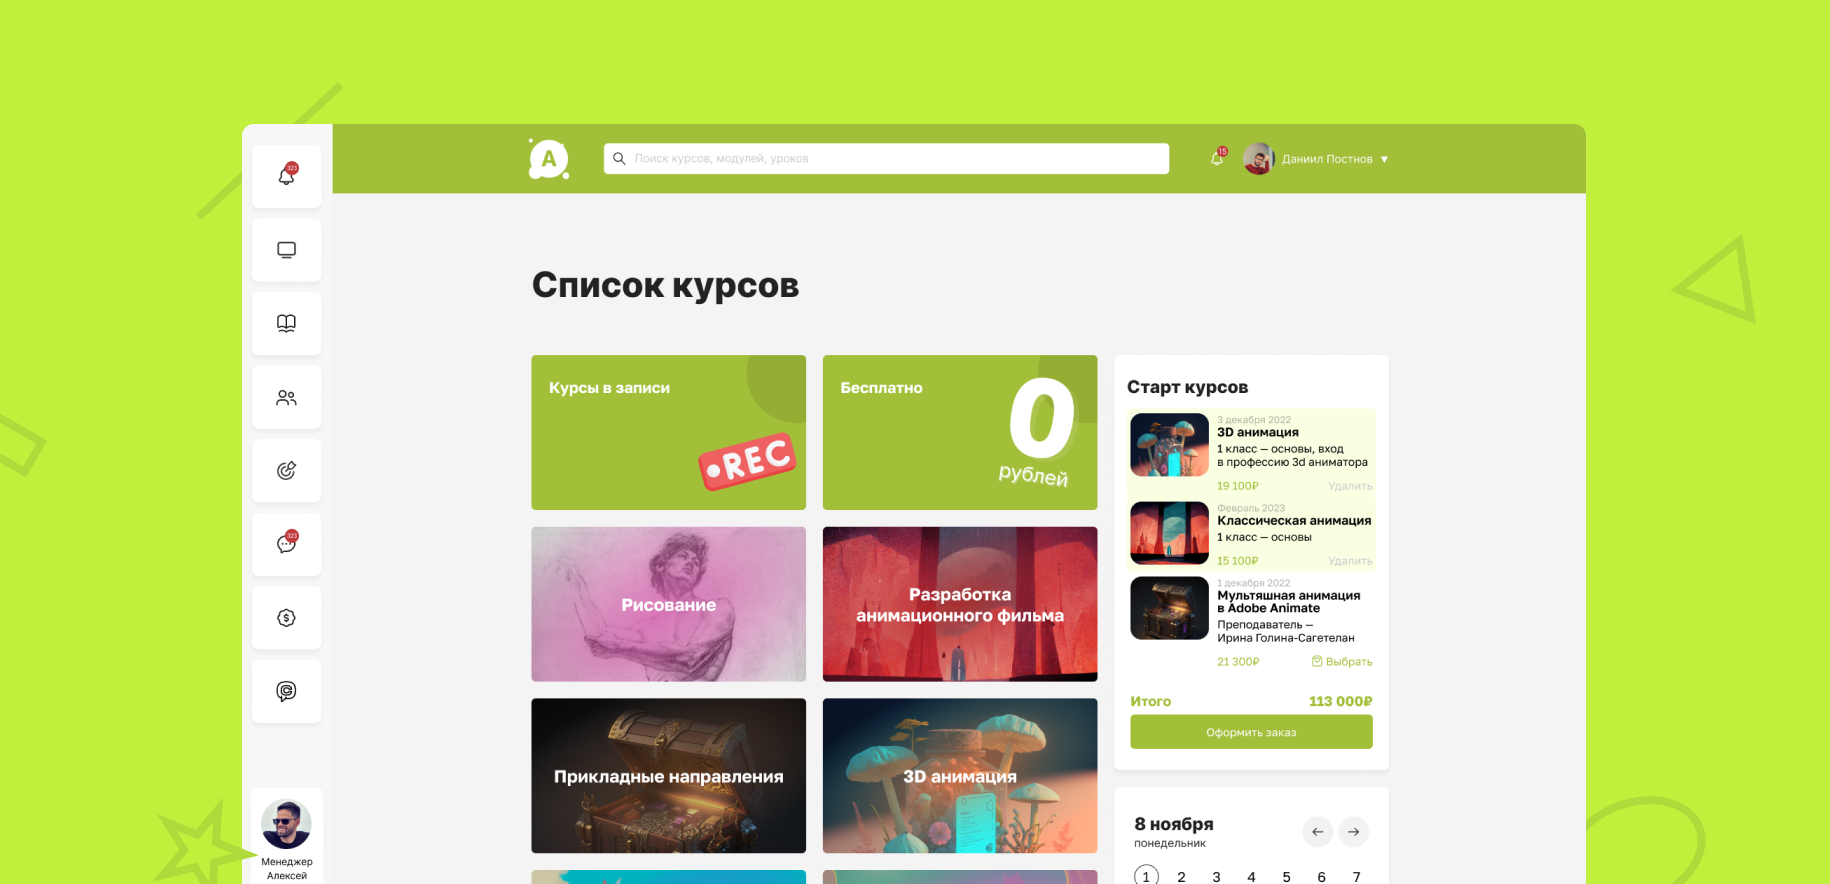 323
A
Поиск курсов, модулей, уроков
15
Даниил Постнов
Список курсов
Курсы в записи
REC
Бесплатно
0
рублей
Рисование
Разработка
анимационного фильма
Прикладные направления
3D анимация
Старт курсов
3 декабря 2022
3D анимация
1 класс — основы, вход
в профессию 3d аниматора
19 100₽
Удалить
Февраль 2023
Классическая анимация
1 класс — основы
15 100₽
Удалить
1 декабря 2022
Мультяшная анимация
в Adobe Animate
Преподаватель —
Ирина Голина-Сагетелан
21 300₽
Выбрать
Итого
113 000₽
Оформить заказ
8 ноября
понедельник
1 2 3 4 5 6 7
323
Менеджер
Алексей